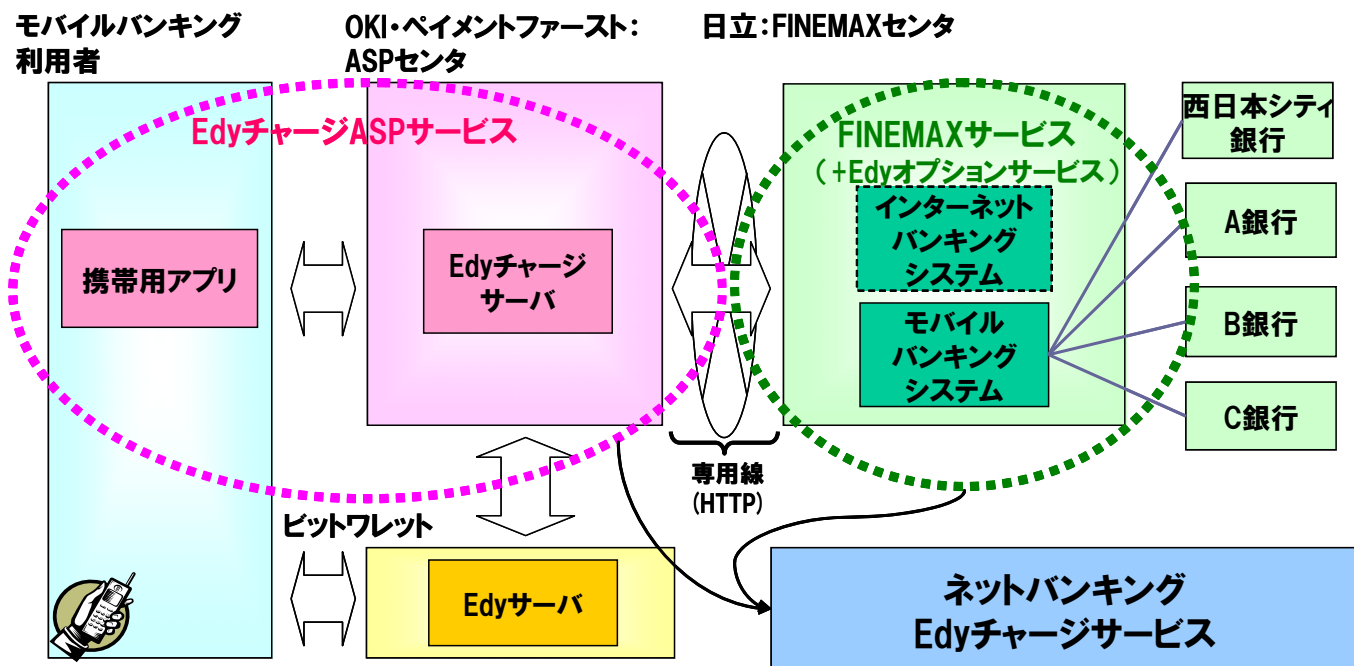 モバイルバンキング
利用者
OKI・ペイメントファースト:
ASPセンタ
日立:FINEMAXセンタ
EdyチャージASPサービス
携帯用アプリ
Edyチャージ
サーバ
FINEMAXサービス
(+Edyオプションサービス)
インターネット
バンキング
システム
モバイル
バンキング
システム
西日本シティ
銀行
A銀行
B銀行
C銀行
専用線
(HTTP)
ビットワレット
Edyサーバ
ネットバンキング
Edyチャージサービス